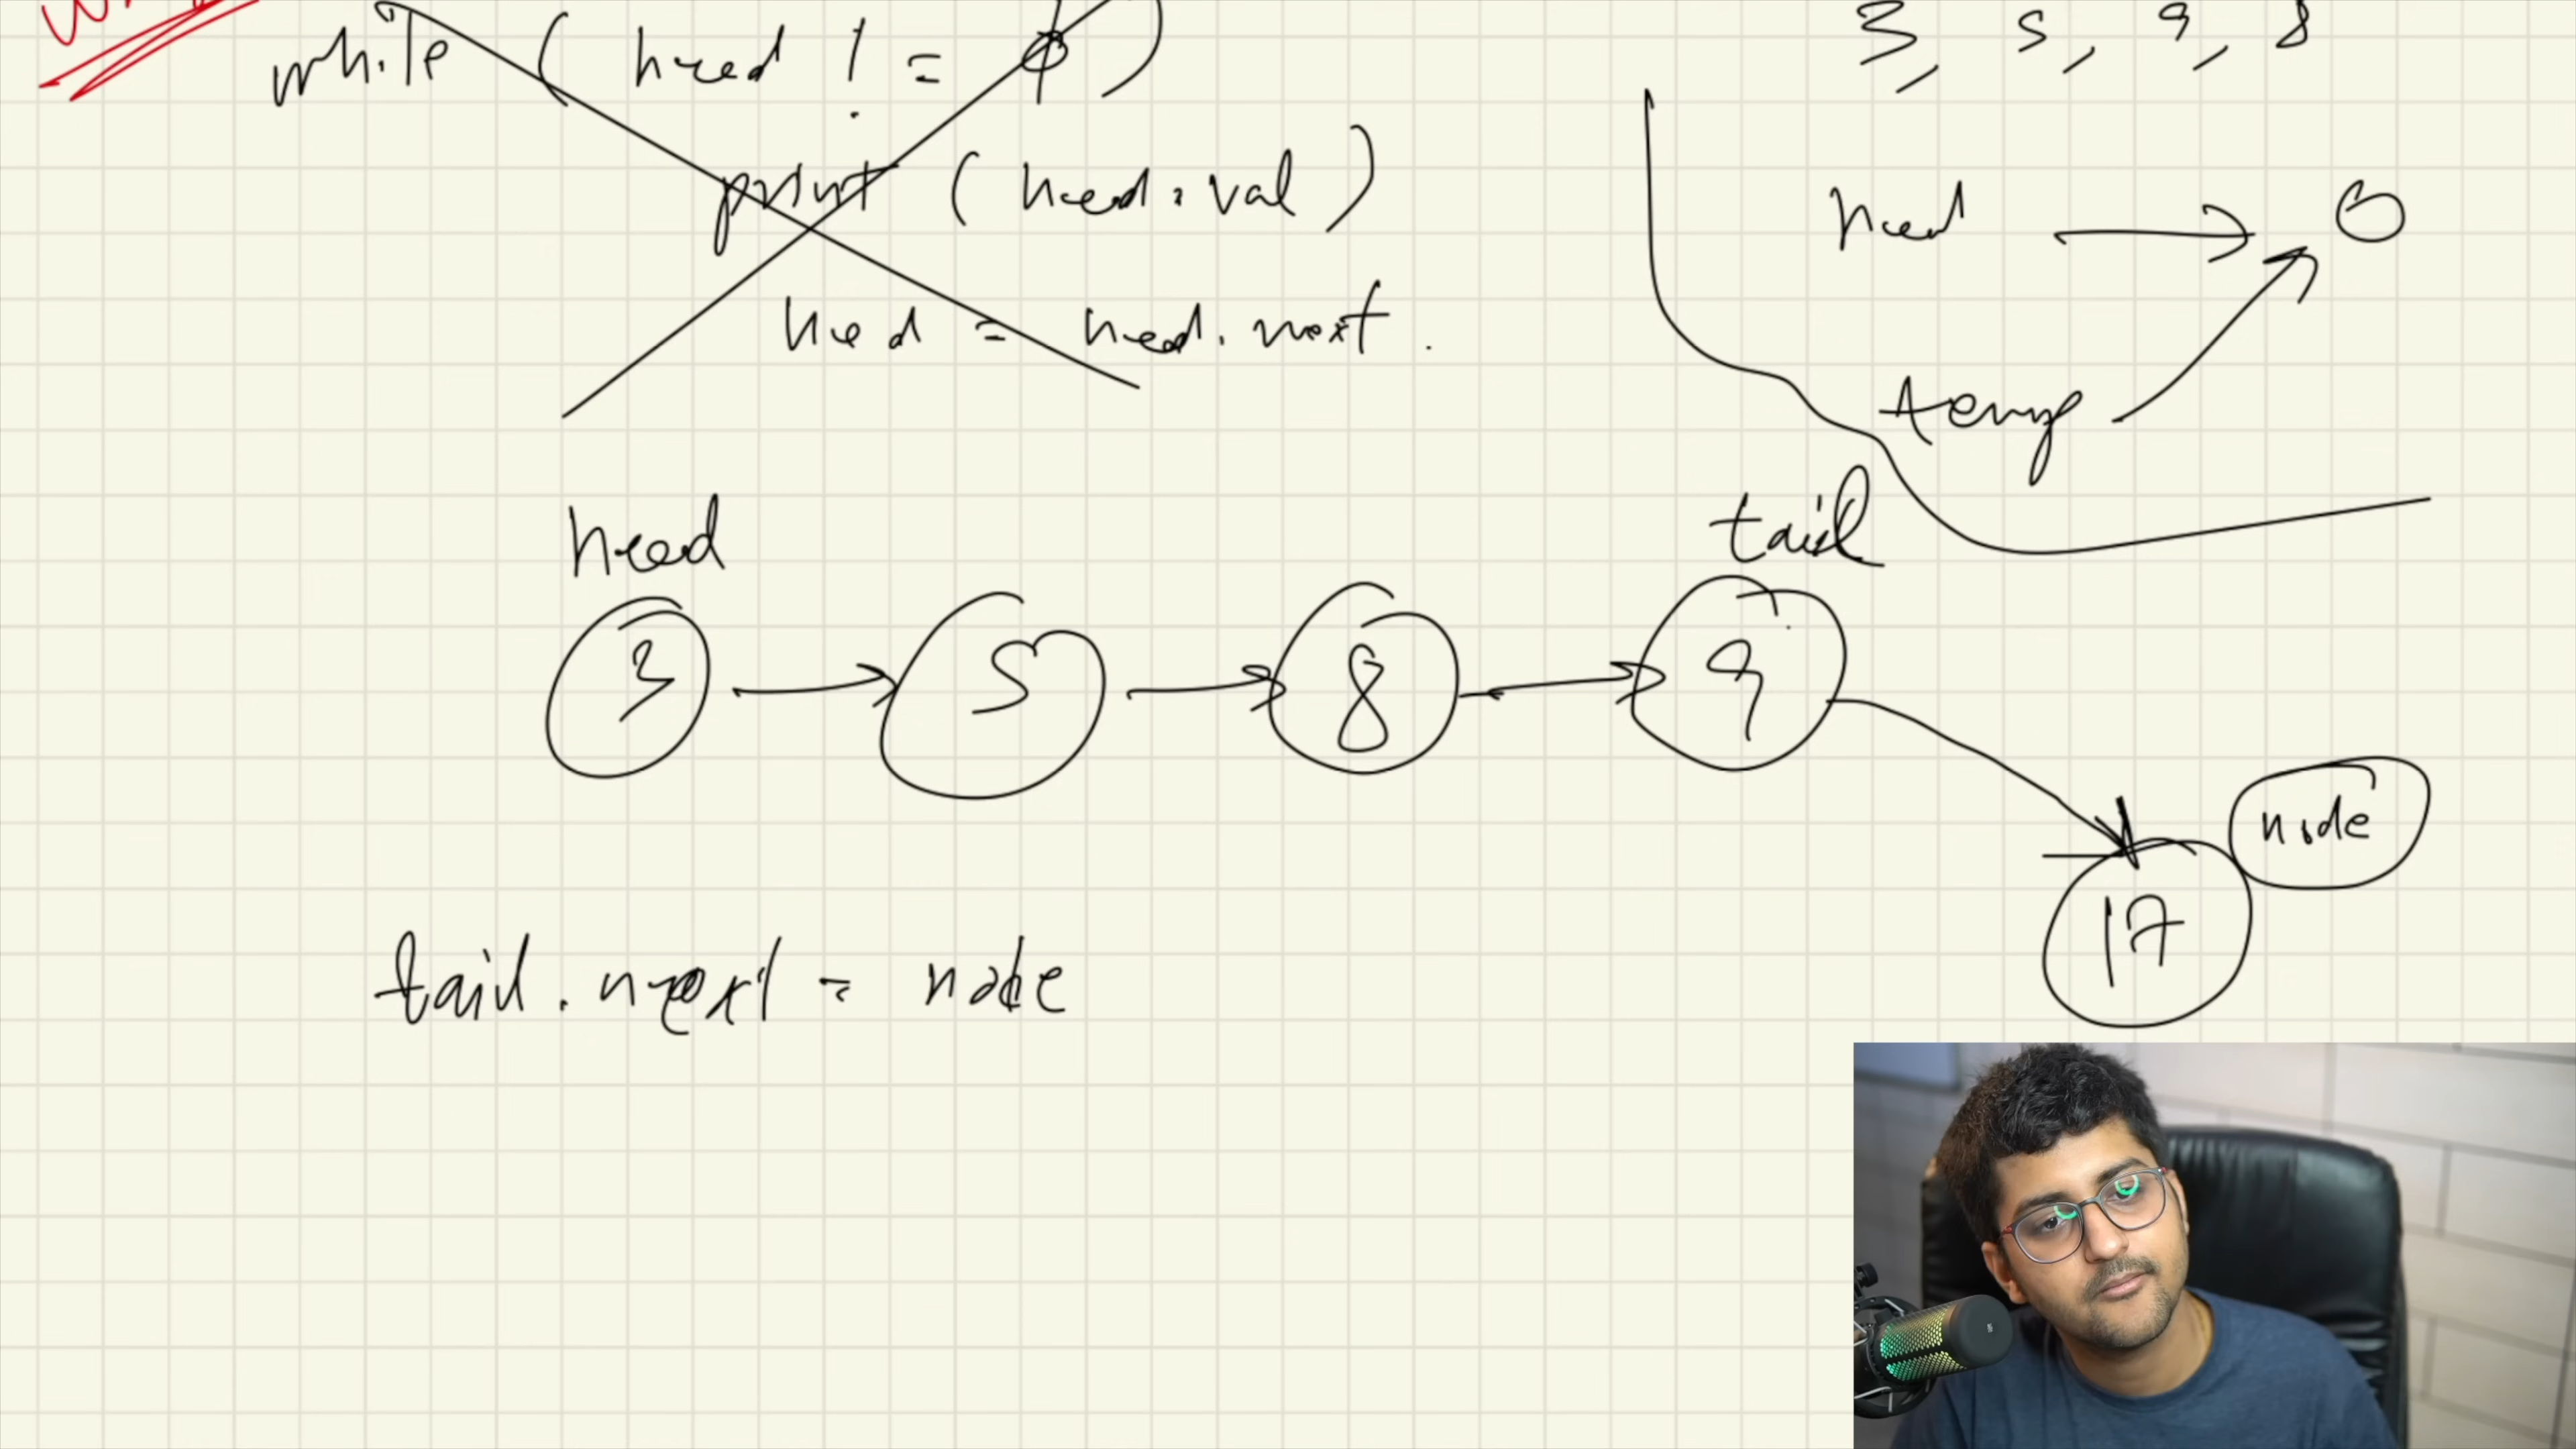 while ( head != ∅ )
print ( head.val )
head = head.next.
3, 5, 9, 8
head
temp
head
tail
3
5
8
9
node
17
tail.next = node